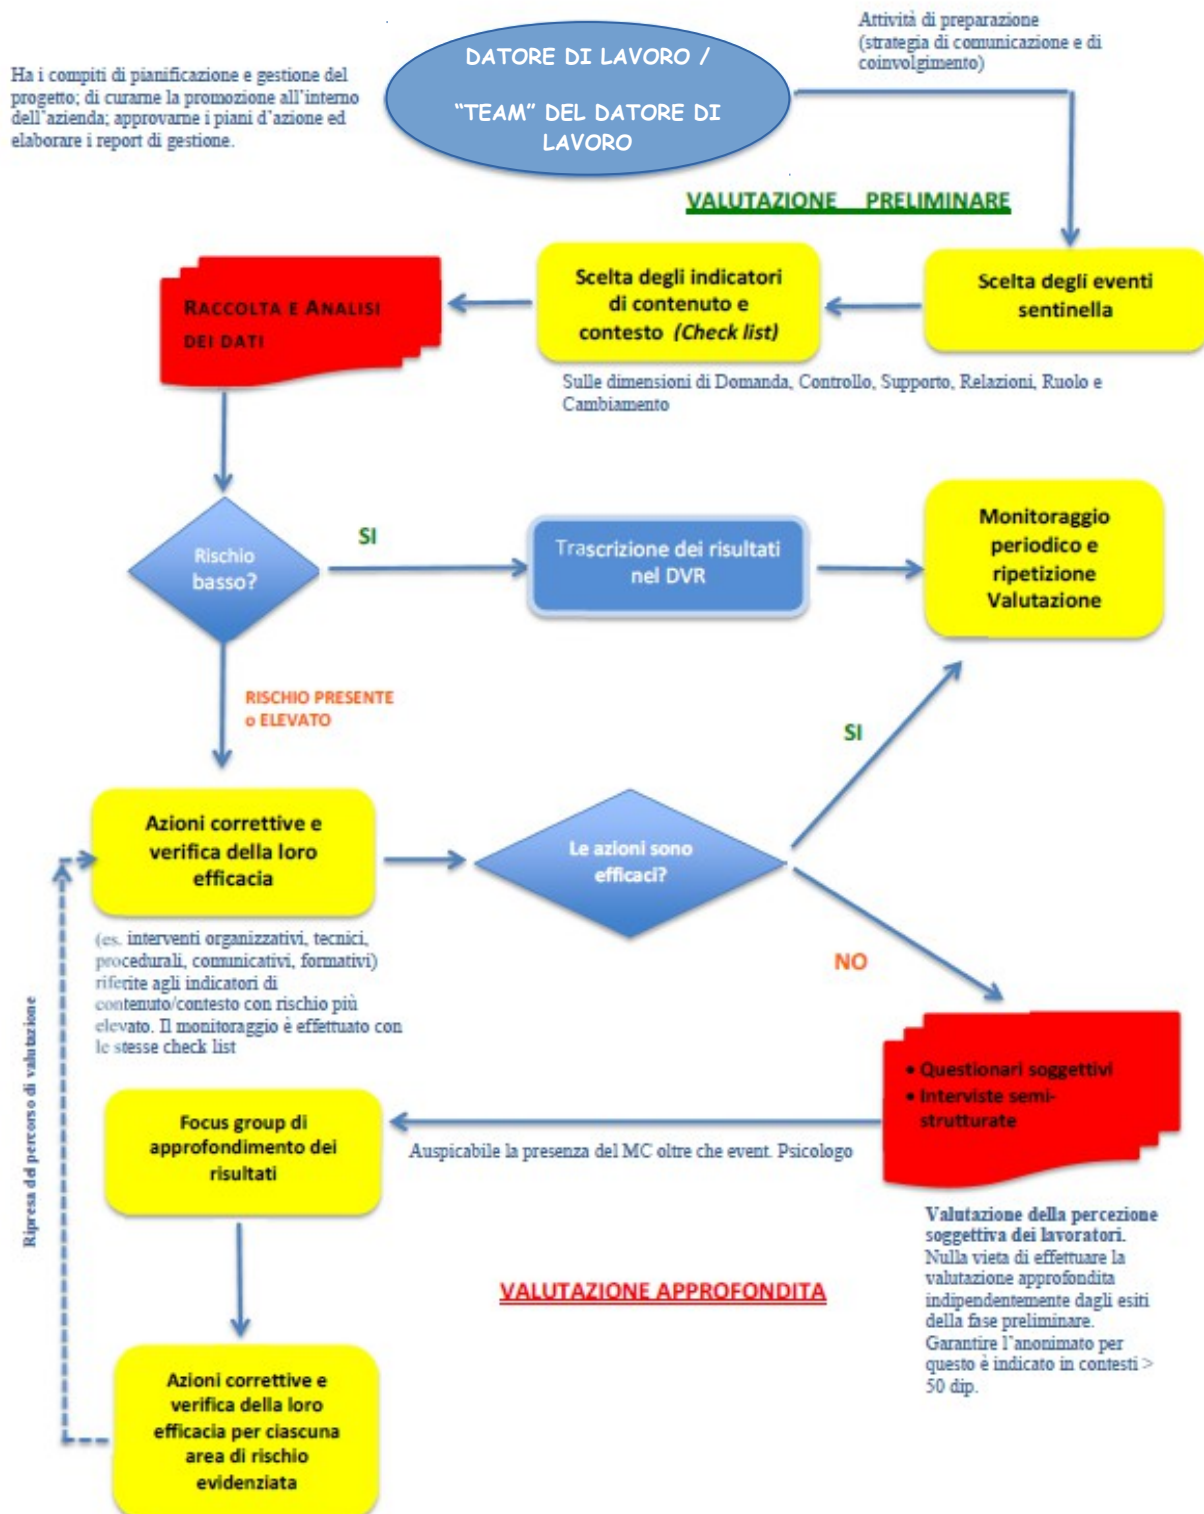 Attività di preparazione
(strategia di comunicazione e di
coinvolgimento)
DATORE DI LAVORO /
“TEAM” DEL DATORE DI
LAVORO
Ha i compiti di pianificazione e gestione del
progetto; di curarne la promozione all’interno
dell’azienda; approvarne i piani d’azione ed
elaborare i report di gestione.
VALUTAZIONE PRELIMINARE
Scelta degli eventi
sentinella
Scelta degli indicatori
di contenuto e
contesto (Check list)
RACCOLTA E ANALISI
DEI DATI
Sulle dimensioni di Domanda, Controllo, Supporto, Relazioni, Ruolo e
Cambiamento
Rischio
basso?
SI
Trascrizione dei risultati
nel DVR
Monitoraggio
periodico e
ripetizione
Valutazione
RISCHIO PRESENTE
o ELEVATO
SI
Azioni correttive e
verifica della loro
efficacia
Le azioni sono
efficaci?
(es. interventi organizzativi, tecnici,
procedurali, comunicativi, formativi)
riferite agli indicatori di
contenuto/contesto con rischio più
elevato. Il monitoraggio è effettuato con
le stesse check list
NO
• Questionari soggettivi
• Interviste semi-
strutturate
Focus group di
approfondimento dei
risultati
Auspicabile la presenza del MC oltre che event. Psicologo
Ripresa del percorso di valutazione
Valutazione della percezione
soggettiva dei lavoratori.
Nulla vieta di effettuare la
valutazione approfondita
indipendentemente dagli esiti
della fase preliminare.
Garantire l’anonimato per
questo è indicato in contesti >
50 dip.
VALUTAZIONE APPROFONDITA
Azioni correttive e
verifica della loro
efficacia per ciascuna
area di rischio
evidenziata